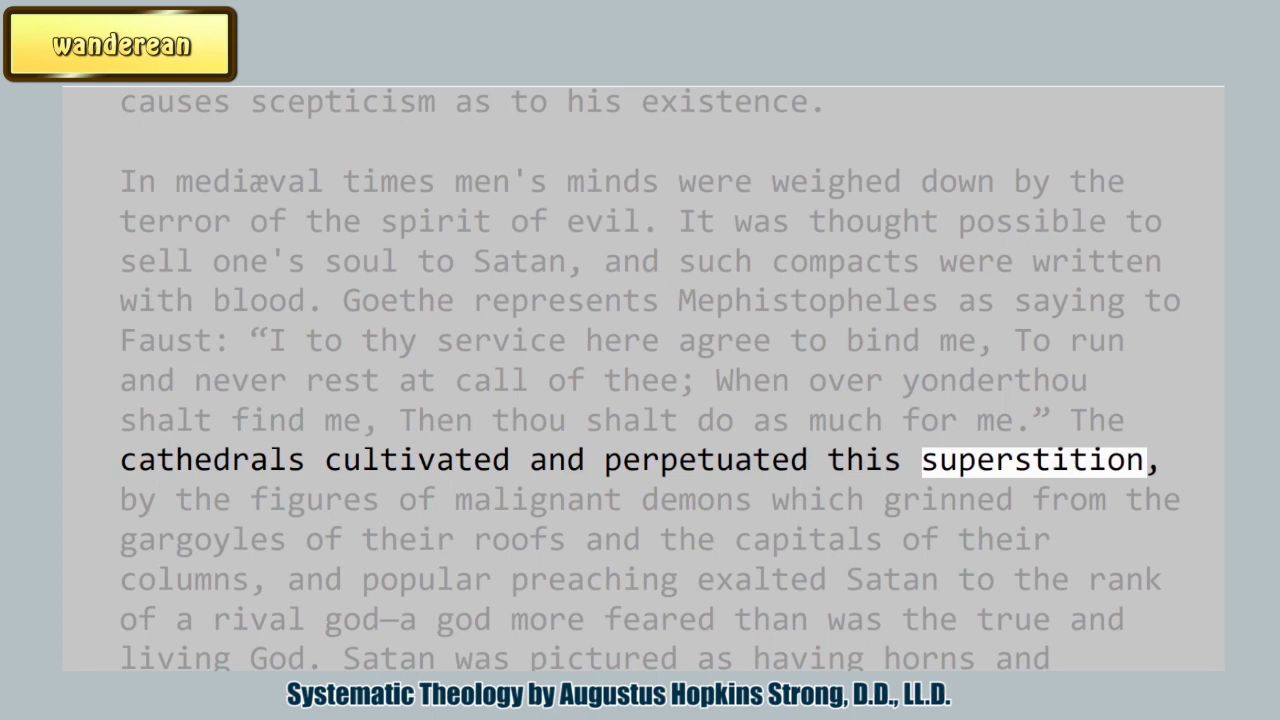 wanderean
causes scepticism as to his existence.
In mediæval times men's minds were weighed down by the
terror of the spirit of evil. It was thought possible to
sell one's soul to Satan, and such compacts were written
with blood. Goethe represents Mephistopheles as saying to
Faust: “I to thy service here agree to bind me, To run
and never rest at call of thee; When over yonderthou
shalt find me, Then thou shalt do as much for me.” The
cathedrals cultivated and perpetuated this superstition,
by the figures of malignant demons which grinned from the
gargoyles of their roofs and the capitals of their
columns, and popular preaching exalted Satan to the rank
of a rival god—a god more feared than was the true and
living God. Satan was pictured as having horns and
Systematic Theology by Augustus Hopkins Strong, D.D., LL.D.